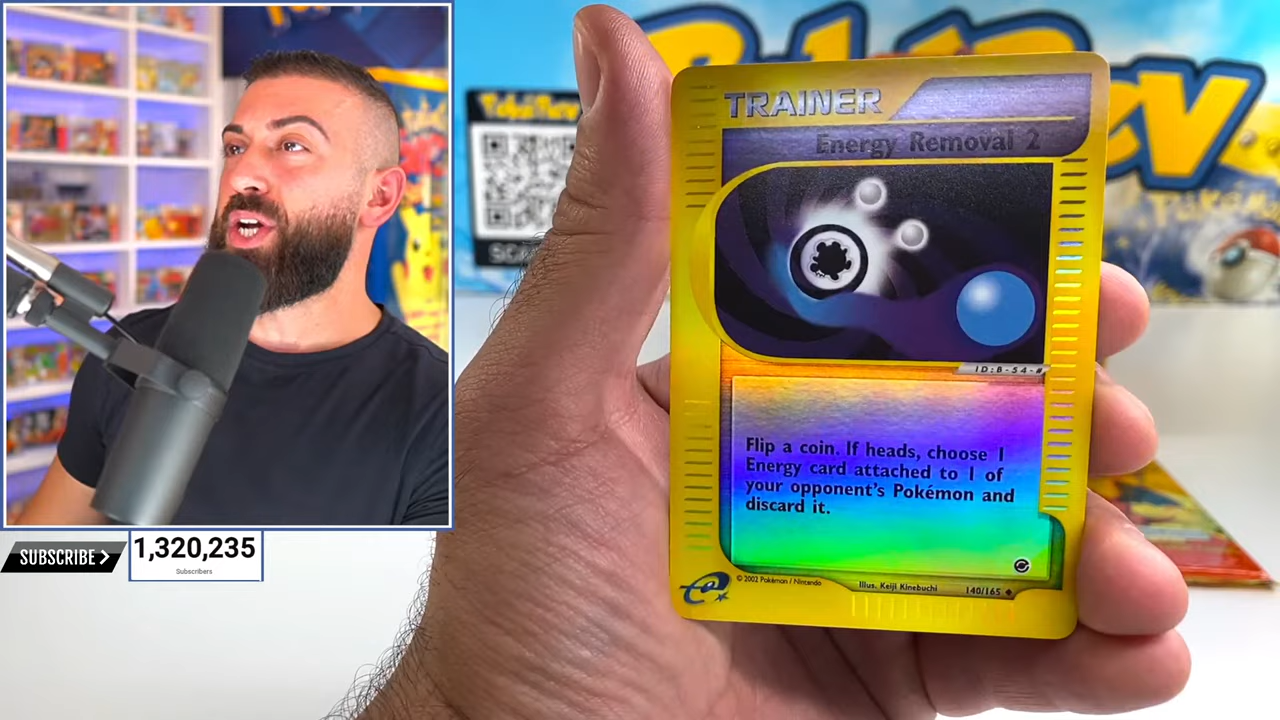 TRAINER
Energy Removal 2
ID:B-54-#
Flip a coin. If heads, choose 1
Energy card attached to 1 of
your opponent's Pokémon and
discard it.
© 2002 Pokémon / Nintendo
Illus. Keiji Kinebuchi
140/165
SUBSCRIBE
1,320,235
Subscribers